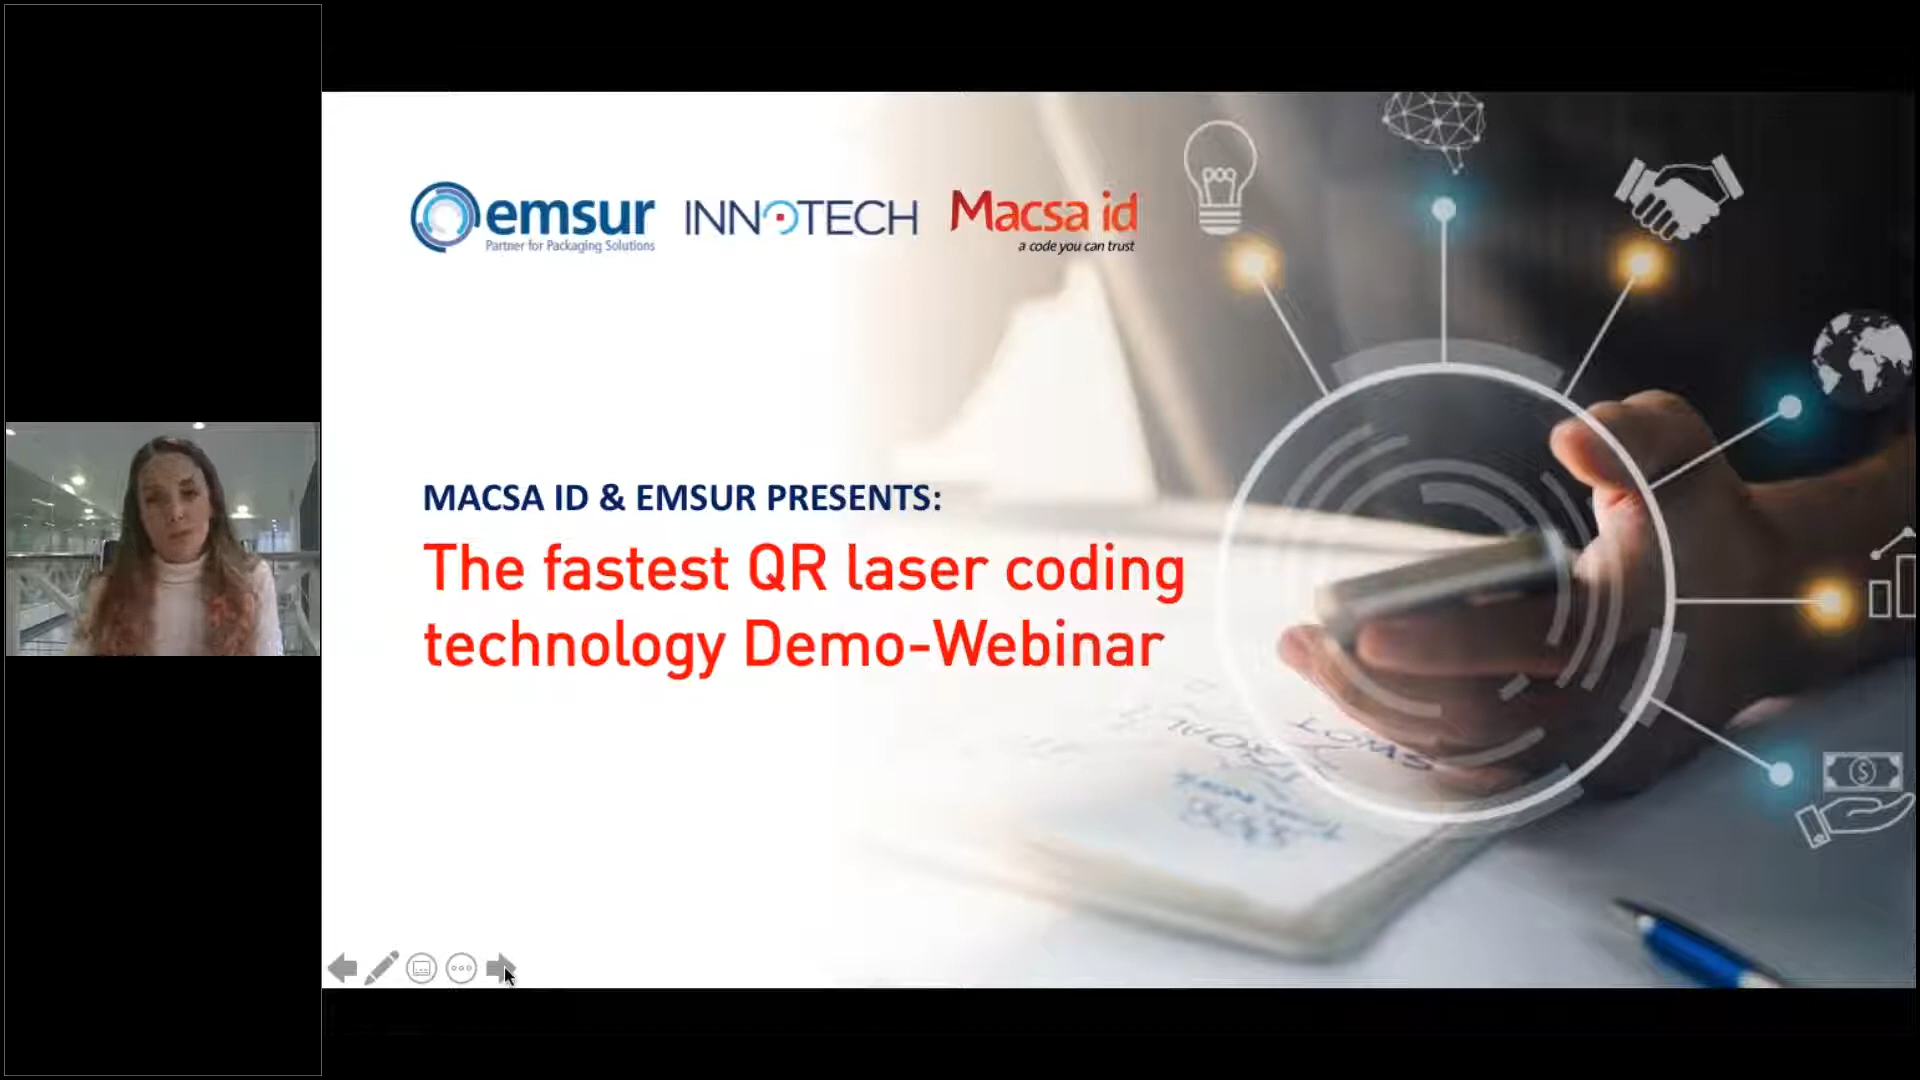 emsur
Partner for Packaging Solutions
INNOTECH
Macsa id
a code you can trust
MACSA ID & EMSUR PRESENTS:
The fastest QR laser coding
technology Demo-Webinar
SWOT